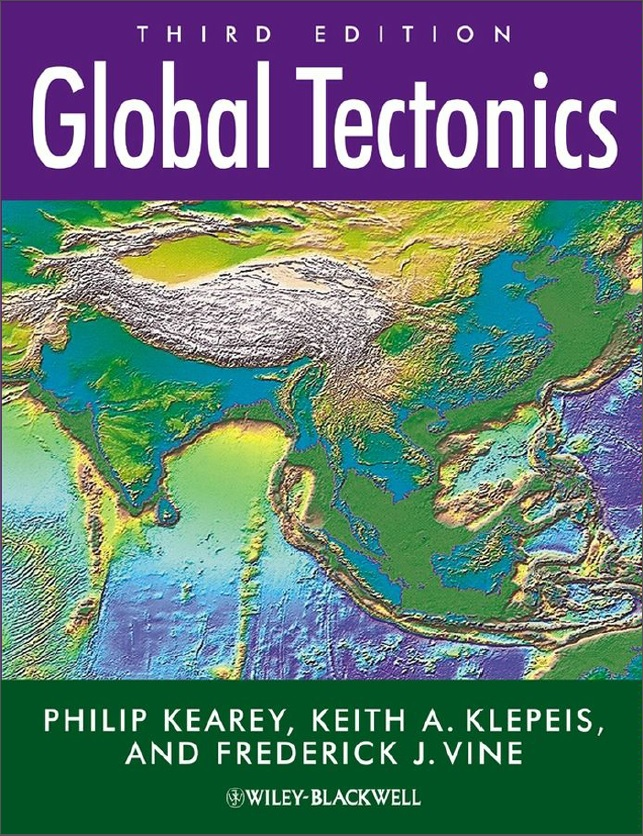 THIRD EDITION
Global Tectonics
PHILIP KEAREY, KEITH A. KLEPEIS,
AND FREDERICK J. VINE
WILEY-BLACKWELL